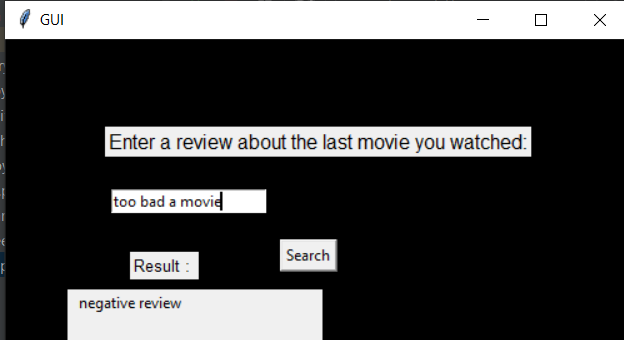 GUI
Enter a review about the last movie you watched:
too bad a movie
Search
Result :
negative review